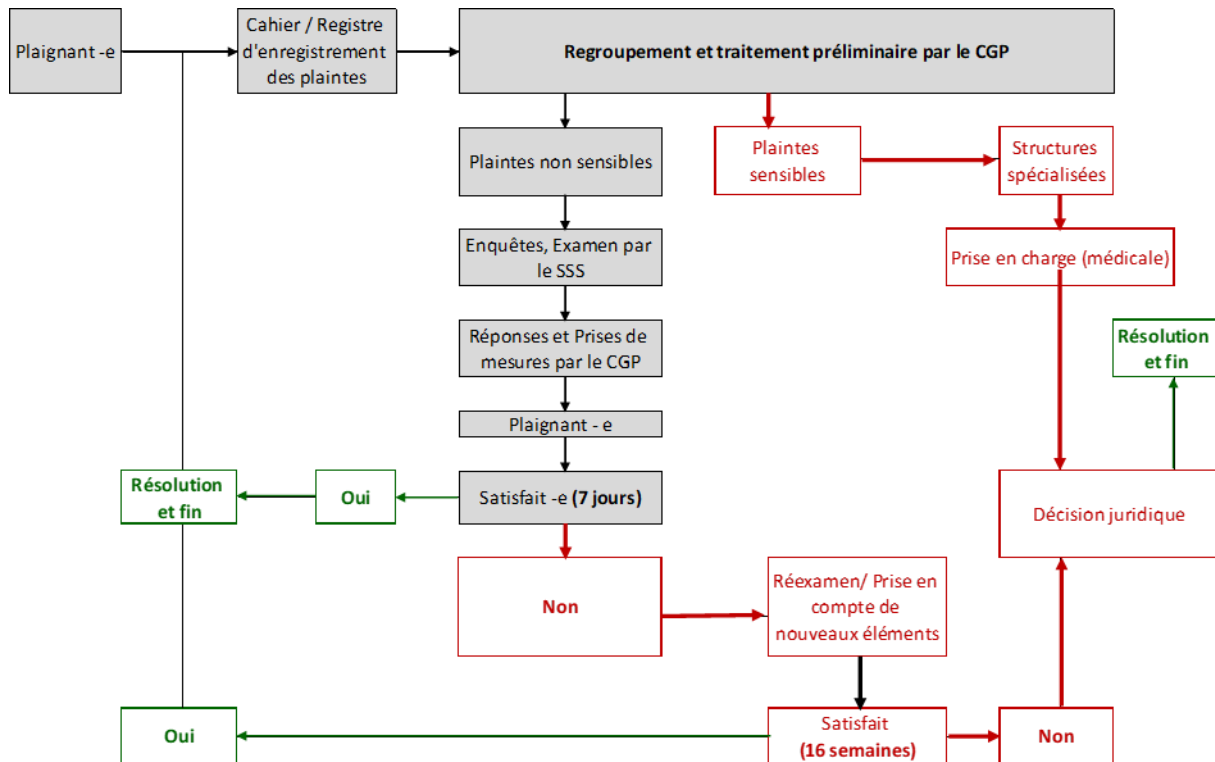 Plaignant -e
Cahier / Registre
d'enregistrement
des plaintes
Regroupement et traitement préliminaire par le CGP
Plaintes non sensibles
Plaintes
sensibles
Structures
spécialisées
Enquêtes, Examen par
le SSS
Prise en charge (médicale)
Réponses et Prises de
mesures par le CGP
Résolution
et fin
Plaignant - e
Résolution
et fin
Oui
Satisfait -e (7 jours)
Décision juridique
Non
Réexamen/ Prise en
compte de
nouveaux éléments
Oui
Satisfait
(16 semaines)
Non